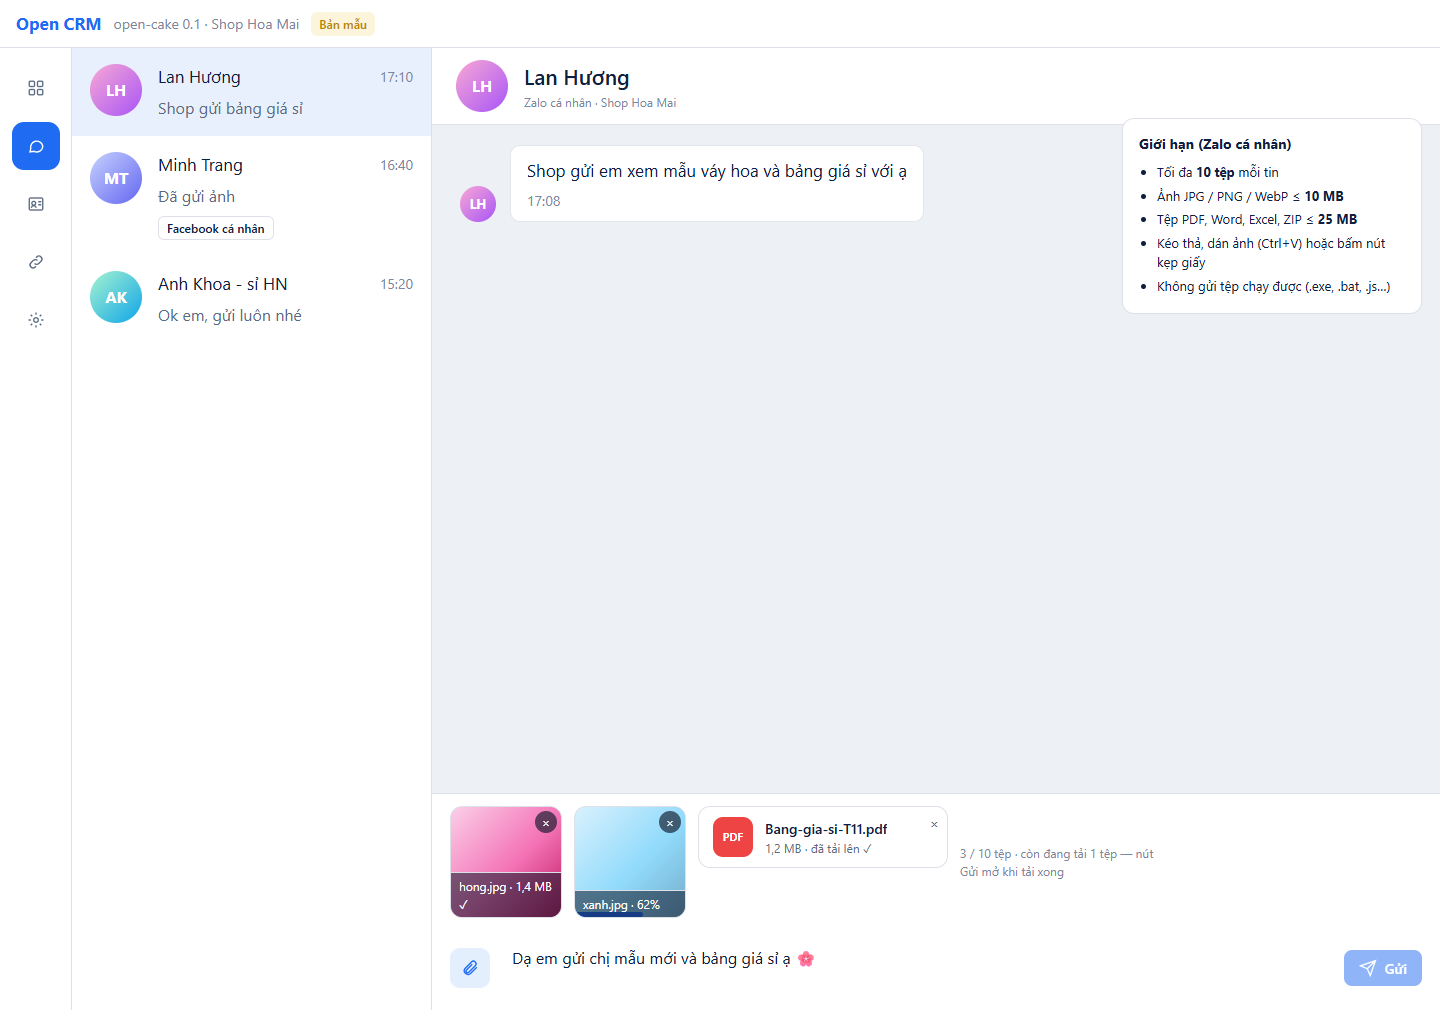 Open CRM open-cake 0.1 · Shop Hoa Mai Bản mẫu
LH Lan Hương 17:10
Shop gửi bảng giá sỉ
MT Minh Trang 16:40
Đã gửi ảnh
Facebook cá nhân
AK Anh Khoa - sỉ HN 15:20
Ok em, gửi luôn nhé
LH Lan Hương
Zalo cá nhân · Shop Hoa Mai
Shop gửi em xem mẫu váy hoa và bảng giá sỉ với ạ
LH 17:08
Giới hạn (Zalo cá nhân)
• Tối đa 10 tệp mỗi tin
• Ảnh JPG / PNG / WebP ≤ 10 MB
• Tệp PDF, Word, Excel, ZIP ≤ 25 MB
• Kéo thả, dán ảnh (Ctrl+V) hoặc bấm nút
kẹp giấy
• Không gửi tệp chạy được (.exe, .bat, .js...)
hong.jpg · 1,4 MB
✓
xanh.jpg · 62%
PDF Bang-gia-si-T11.pdf
1,2 MB · đã tải lên ✓
3 / 10 tệp · còn đang tải 1 tệp — nút
Gửi mở khi tải xong
Dạ em gửi chị mẫu mới và bảng giá sỉ ạ 🌸
Gửi